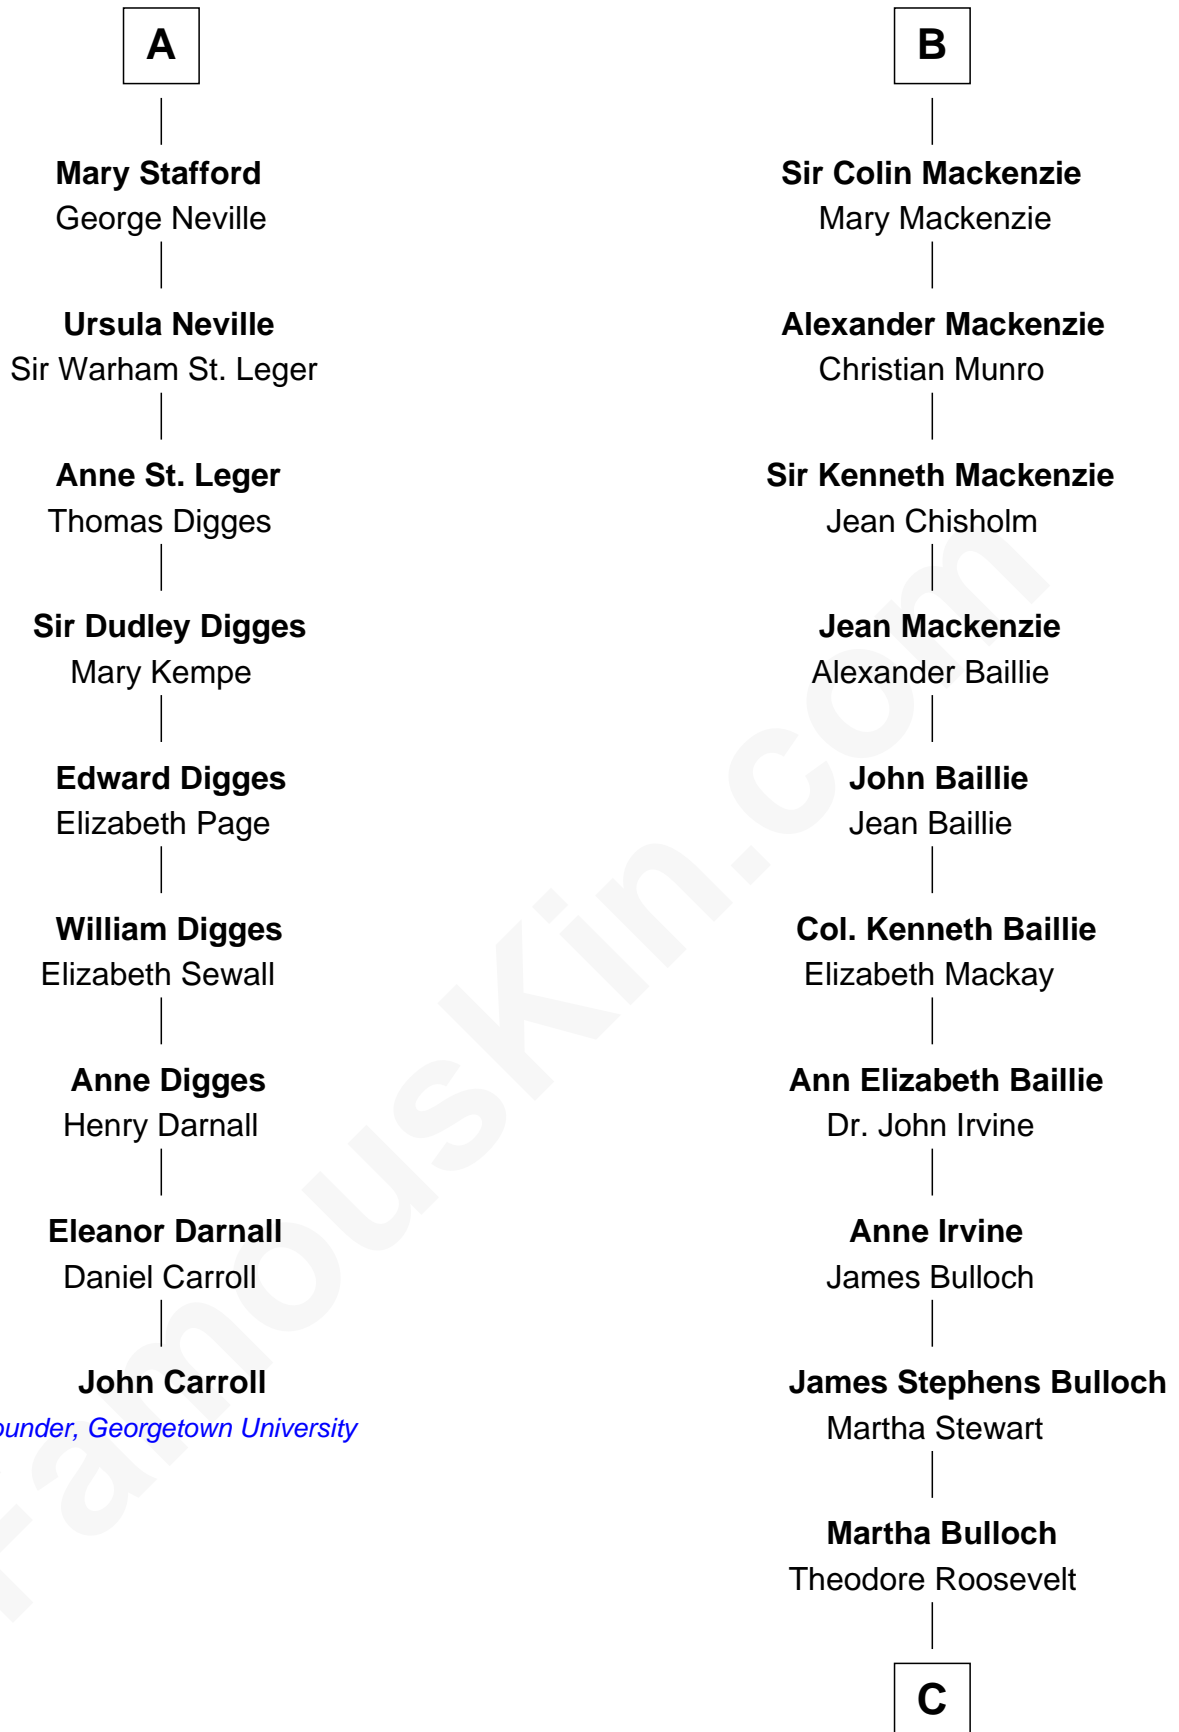 A
Mary Stafford
George Neville
Ursula Neville
Sir Warham St. Leger
Anne St. Leger
Thomas Digges
Sir Dudley Digges
Mary Kempe
Edward Digges
Elizabeth Page
William Digges
Elizabeth Sewall
Anne Digges
Henry Darnall
Eleanor Darnall
Daniel Carroll
John Carroll
ounder, Georgetown University
B
Sir Colin Mackenzie
Mary Mackenzie
Alexander Mackenzie
Christian Munro
Sir Kenneth Mackenzie
Jean Chisholm
Jean Mackenzie
Alexander Baillie
John Baillie
Jean Baillie
Col. Kenneth Baillie
Elizabeth Mackay
Ann Elizabeth Baillie
Dr. John Irvine
Anne Irvine
James Bulloch
James Stephens Bulloch
Martha Stewart
Martha Bulloch
Theodore Roosevelt
C
FamousKin.com